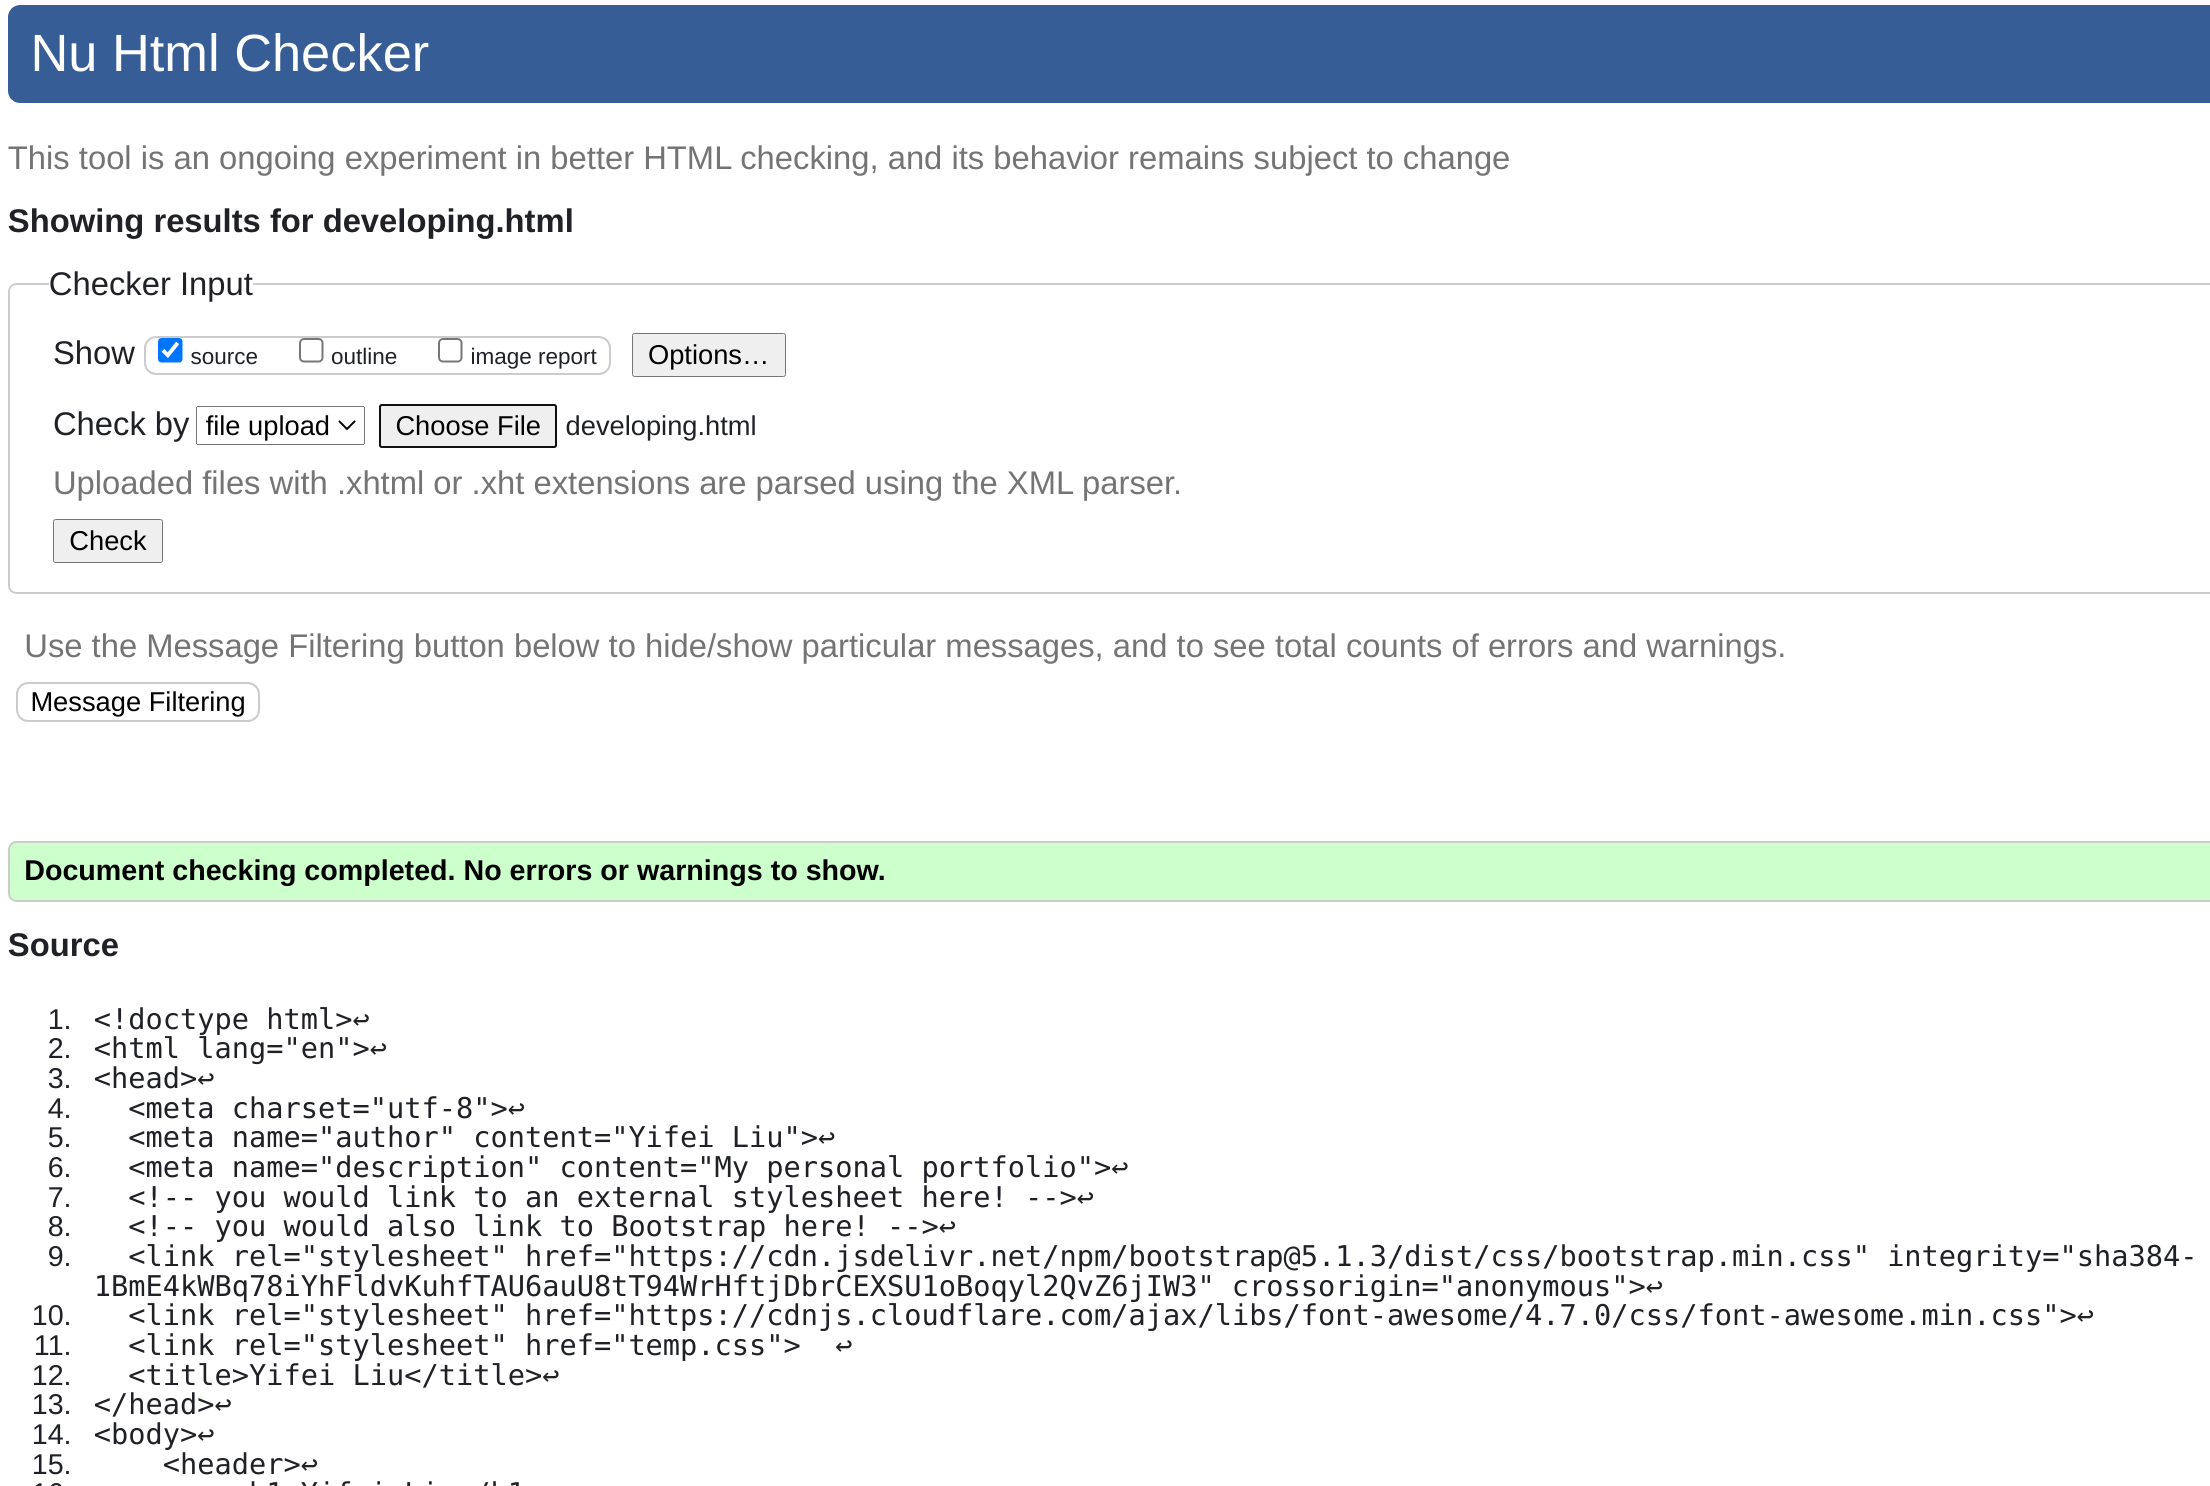 Nu Html Checker
This tool is an ongoing experiment in better HTML checking, and its behavior remains subject to change
Showing results for developing.html
Checker Input
Show source outline image report Options…
Check by file upload Choose File developing.html
Uploaded files with .xhtml or .xht extensions are parsed using the XML parser.
Check
Use the Message Filtering button below to hide/show particular messages, and to see total counts of errors and warnings.
Message Filtering
Document checking completed. No errors or warnings to show.
Source
1. <!doctype html>↩
2. <html lang="en">↩
3. <head>↩
4.   <meta charset="utf-8">↩
5.   <meta name="author" content="Yifei Liu">↩
6.   <meta name="description" content="My personal portfolio">↩
7.   <!-- you would link to an external stylesheet here! -->↩
8.   <!-- you would also link to Bootstrap here! -->↩
9.   <link rel="stylesheet" href="https://cdn.jsdelivr.net/npm/bootstrap@5.1.3/dist/css/bootstrap.min.css" integrity="sha384-
1BmE4kWBq78iYhFldvKuhfTAU6auU8tT94WrHftjDbrCEXSU1oBoqyl2QvZ6jIW3" crossorigin="anonymous">↩
10.   <link rel="stylesheet" href="https://cdnjs.cloudflare.com/ajax/libs/font-awesome/4.7.0/css/font-awesome.min.css">↩
11.   <link rel="stylesheet" href="temp.css">  ↩
12.   <title>Yifei Liu</title>↩
13. </head>↩
14. <body>↩
15.     <header>↩